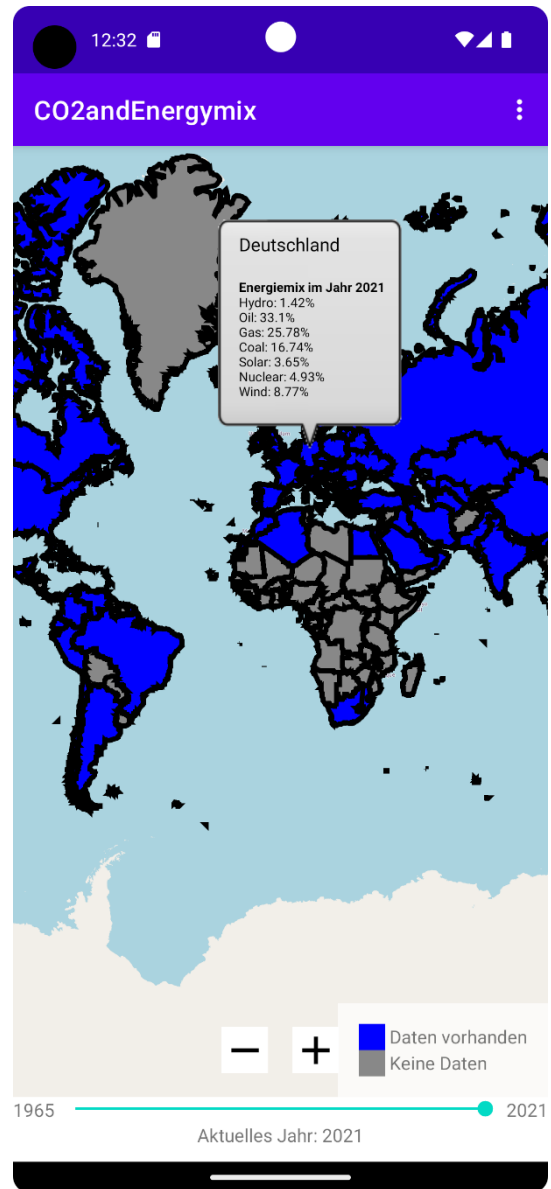 12:32
CO2andEnergymix
Deutschland
Energiemix im Jahr 2021
Hydro: 1.42%
Oil: 33.1%
Gas: 25.78%
Coal: 16.74%
Solar: 3.65%
Nuclear: 4.93%
Wind: 8.77%
Daten vorhanden
Keine Daten
1965
2021
Aktuelles Jahr: 2021